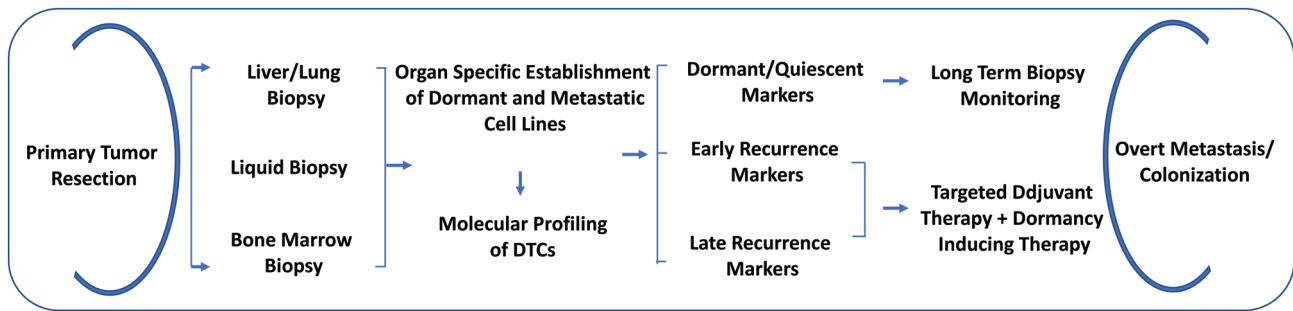 Primary Tumor
Resection
Liver/Lung
Biopsy
Liquid Biopsy
Bone Marrow
Biopsy
Organ Specific Establishment
of Dormant and Metastatic
Cell Lines
Molecular Profiling
of DTCs
Dormant/Quiescent
Markers
Early Recurrence
Markers
Late Recurrence
Markers
Long Term Biopsy
Monitoring
Targeted Ddjuvant
Therapy + Dormancy
Inducing Therapy
Overt Metastasis/
Colonization